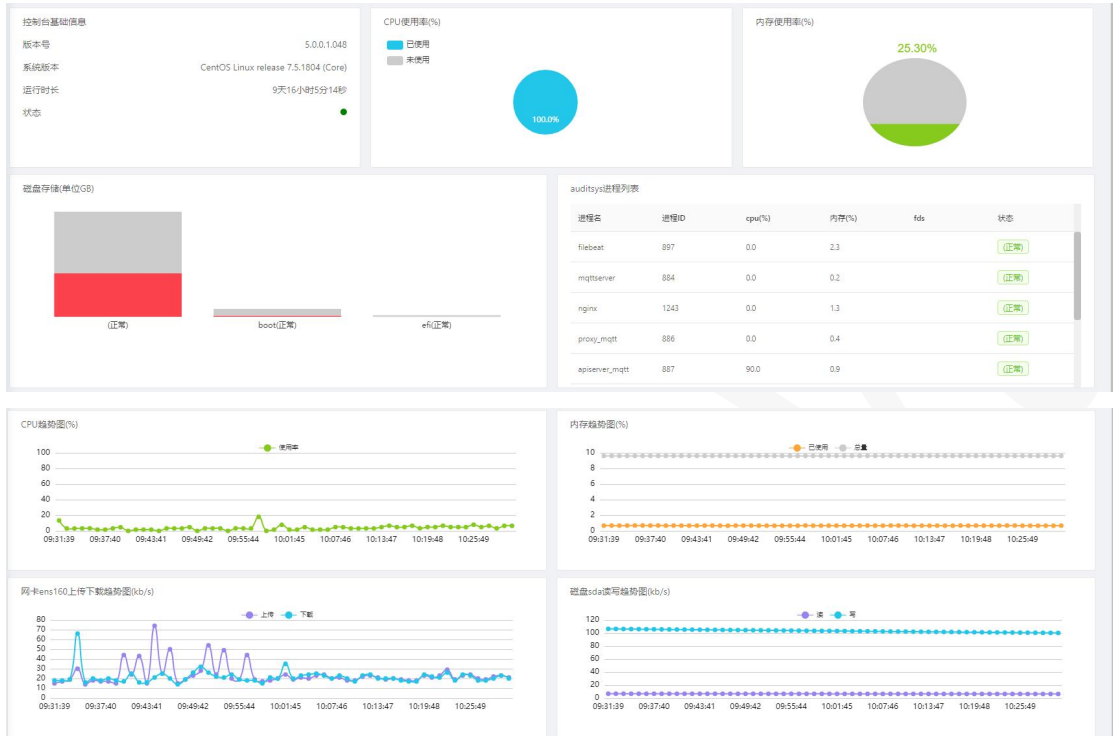 控制台基础信息
版本号 5.0.0.1.048
系统版本 CentOS Linux release 7.5.1804 (Core)
运行时长 9天16小时5分14秒
状态
CPU使用率(%)
已使用
未使用
100.0%
内存使用率(%)
25.30%
磁盘存储(单位GB)
(正常) boot(正常) efi(正常)
auditsys进程列表
进程名 进程ID cpu(%) 内存(%) fds 状态
filebeat 897 0.0 2.3 (正常)
mqttserver 884 0.0 0.2 (正常)
nginx 1243 0.0 1.3 (正常)
proxy_mqtt 886 0.0 0.4 (正常)
apiserver_mqtt 887 90.0 0.9 (正常)
CPU趋势图(%)
使用率
100
80
60
40
20
0
09:31:39 09:37:40 09:43:41 09:49:42 09:55:44 10:01:45 10:07:46 10:13:47 10:19:48 10:25:49
内存趋势图(%)
已使用 总量
10
8
6
4
2
0
09:31:39 09:37:40 09:43:41 09:49:42 09:55:44 10:01:45 10:07:46 10:13:47 10:19:48 10:25:49
网卡ens160上传下载趋势图(kb/s)
上传 下载
80
70
60
50
40
30
20
10
0
09:31:39 09:37:40 09:43:41 09:49:42 09:55:44 10:01:45 10:07:46 10:13:47 10:19:48 10:25:49
磁盘sda读写趋势图(kb/s)
读 写
120
100
80
60
40
20
0
09:31:39 09:37:40 09:43:41 09:49:42 09:55:44 10:01:45 10:07:46 10:13:47 10:19:48 10:25:49